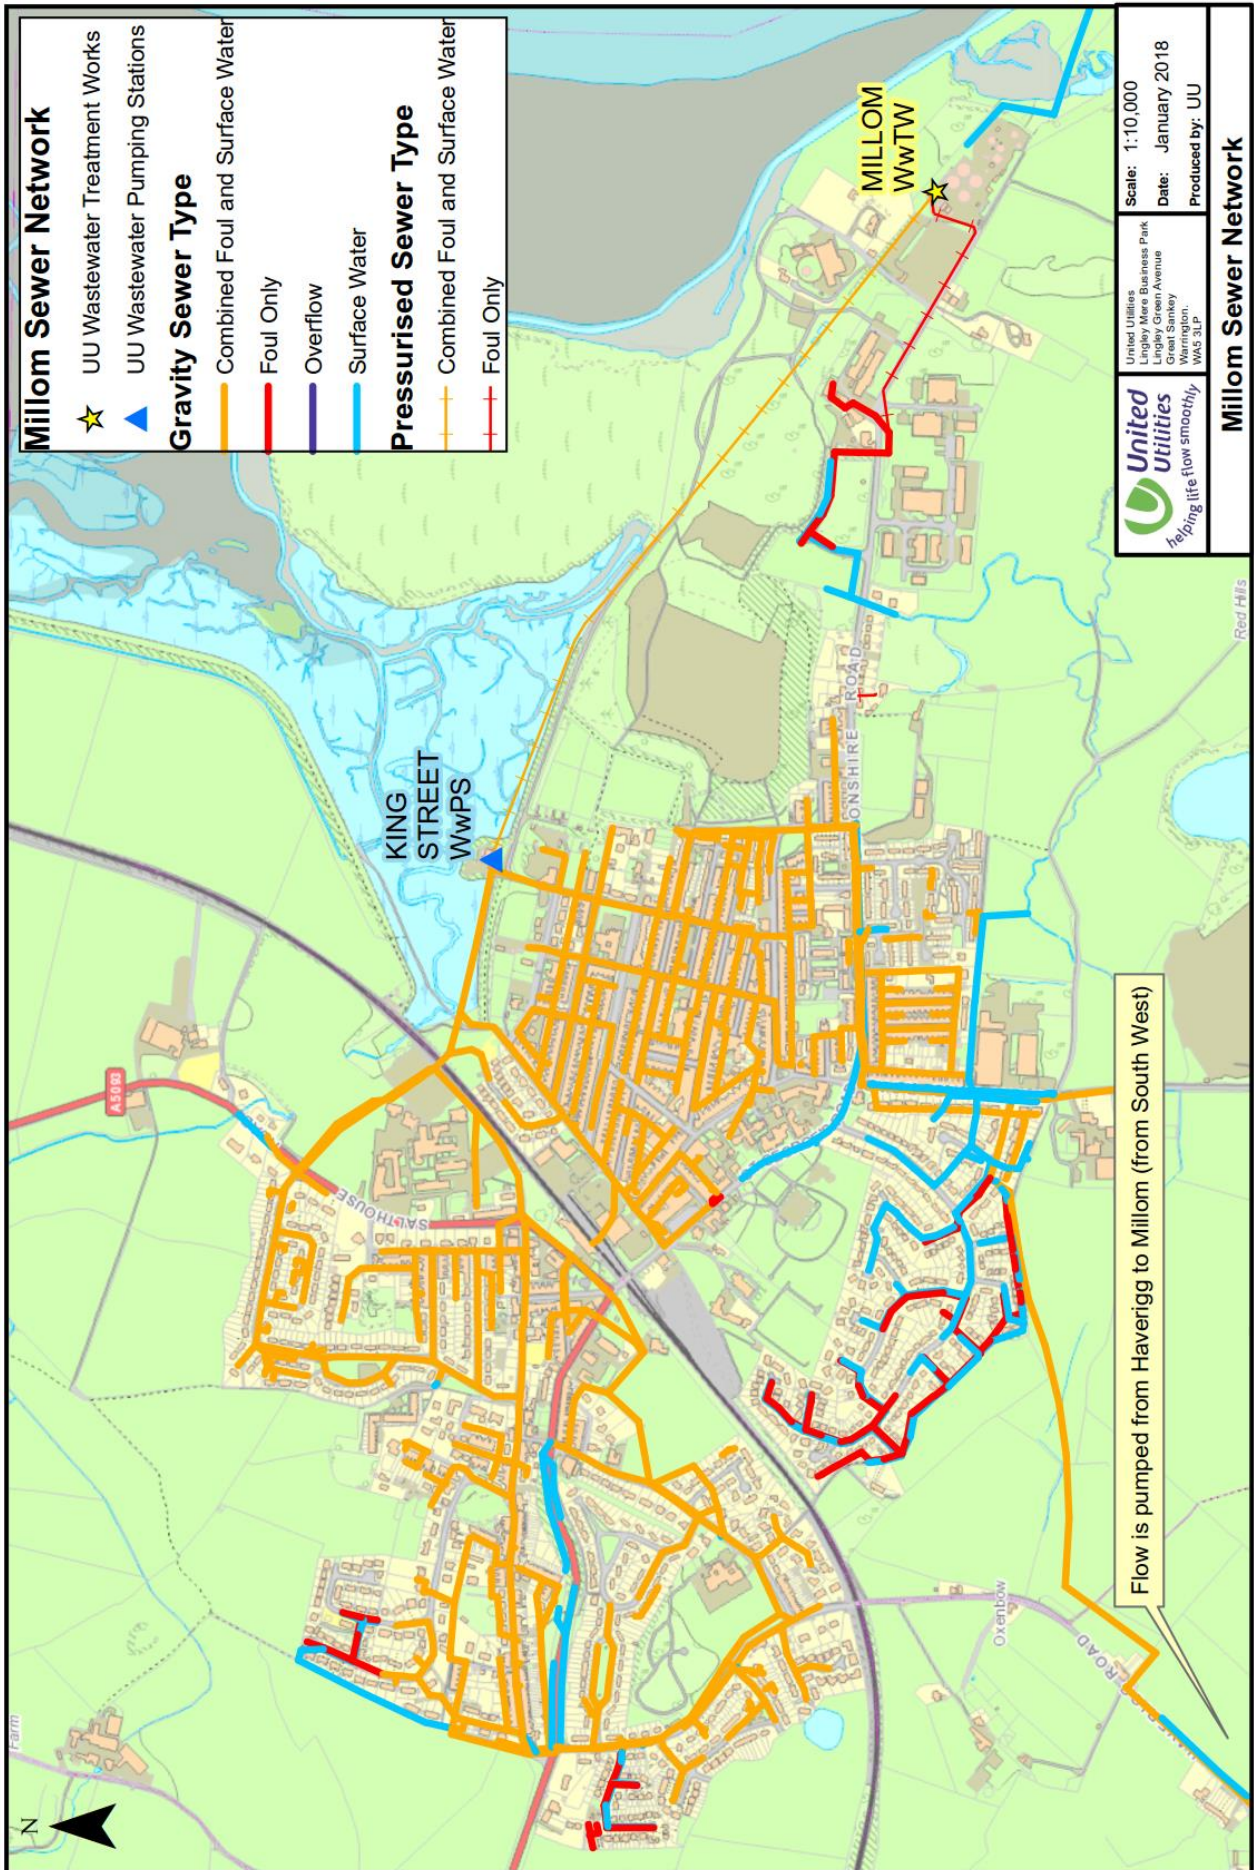 Millom Sewer Network
UU Wastewater Treatment Works
UU Wastewater Pumping Stations
Gravity Sewer Type
Combined Foul and Surface Water
Foul Only
Overflow
Surface Water
Pressurised Sewer Type
Combined Foul and Surface Water
Foul Only
N
Farm
A5093
SALTHOUSE
KING
STREET
WwPS
MILLOM
WwTW
ONSHIRE ROAD
Oxenbow
ROAD
Red Hills
Flow is pumped from Haverigg to Millom (from South West)
United
Utilities
helping life flow smoothly
United Utilities
Lingley Mere Business Park
Lingley Green Avenue
Great Sankey
Warrington.
WA5 3LP
Scale: 1:10,000
Date: January 2018
Produced by: UU
Millom Sewer Network